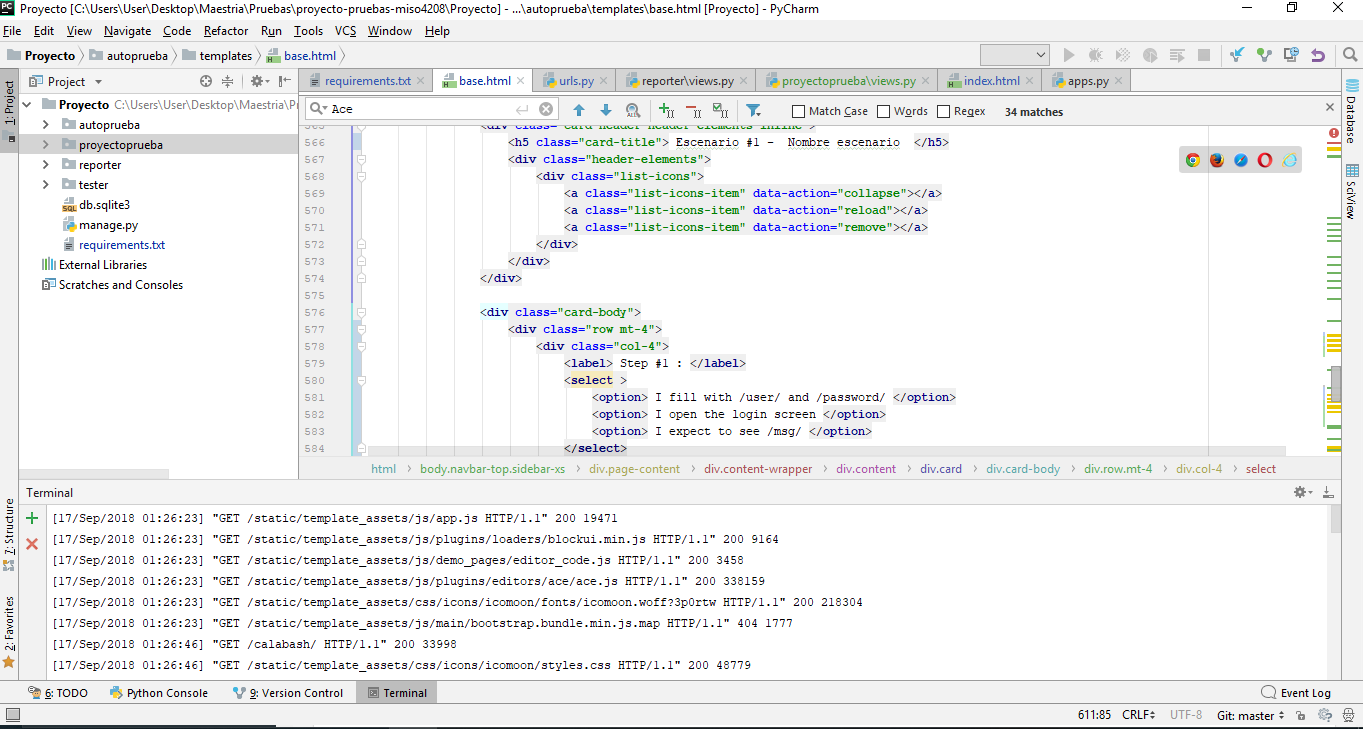 Proyecto [C:\Users\User\Desktop\Maestria\Pruebas\proyecto-pruebas-miso4208\Proyecto] - ...\autoprueba\templates\base.html [Proyecto] - PyCharm
File Edit View Navigate Code Refactor Run Tools VCS Window Help
Proyecto autoprueba templates base.html
Project requirements.txt base.html urls.py reporter\views.py proyectoprueba\views.py index.html apps.py
1: Project
Proyecto C:\Users\User\Desktop\Maestria\Pr
autoprueba
proyectoprueba
reporter
tester
db.sqlite3
manage.py
requirements.txt
External Libraries
Scratches and Consoles
Ace Match Case Words Regex 34 matches
565 <div class="card-header header-elements-inline">
566 <h5 class="card-title"> Escenario #1 - Nombre escenario </h5>
567 <div class="header-elements">
568 <div class="list-icons">
569 <a class="list-icons-item" data-action="collapse"></a>
570 <a class="list-icons-item" data-action="reload"></a>
571 <a class="list-icons-item" data-action="remove"></a>
572 </div>
573 </div>
574 </div>
575
576 <div class="card-body">
577 <div class="row mt-4">
578 <div class="col-4">
579 <label> Step #1 : </label>
580 <select >
581 <option> I fill with /user/ and /password/ </option>
582 <option> I open the login screen </option>
583 <option> I expect to see /msg/ </option>
584 </select>
html body.navbar-top.sidebar-xs div.page-content div.content-wrapper div.content div.card div.card-body div.row.mt-4 div.col-4 select
Database
SciView
Terminal
[17/Sep/2018 01:26:23] "GET /static/template_assets/js/app.js HTTP/1.1" 200 19471
[17/Sep/2018 01:26:23] "GET /static/template_assets/js/plugins/loaders/blockui.min.js HTTP/1.1" 200 9164
[17/Sep/2018 01:26:23] "GET /static/template_assets/js/demo_pages/editor_code.js HTTP/1.1" 200 3458
[17/Sep/2018 01:26:23] "GET /static/template_assets/js/plugins/editors/ace/ace.js HTTP/1.1" 200 338159
[17/Sep/2018 01:26:23] "GET /static/template_assets/css/icons/icomoon/fonts/icomoon.woff?3p0rtw HTTP/1.1" 200 218304
[17/Sep/2018 01:26:23] "GET /static/template_assets/js/main/bootstrap.bundle.min.js.map HTTP/1.1" 404 1777
[17/Sep/2018 01:26:46] "GET /calabash/ HTTP/1.1" 200 33998
[17/Sep/2018 01:26:46] "GET /static/template_assets/css/icons/icomoon/styles.css HTTP/1.1" 200 48779
7: Structure
2: Favorites
6: TODO Python Console 9: Version Control Terminal Event Log
611:85 CRLF UTF-8 Git: master